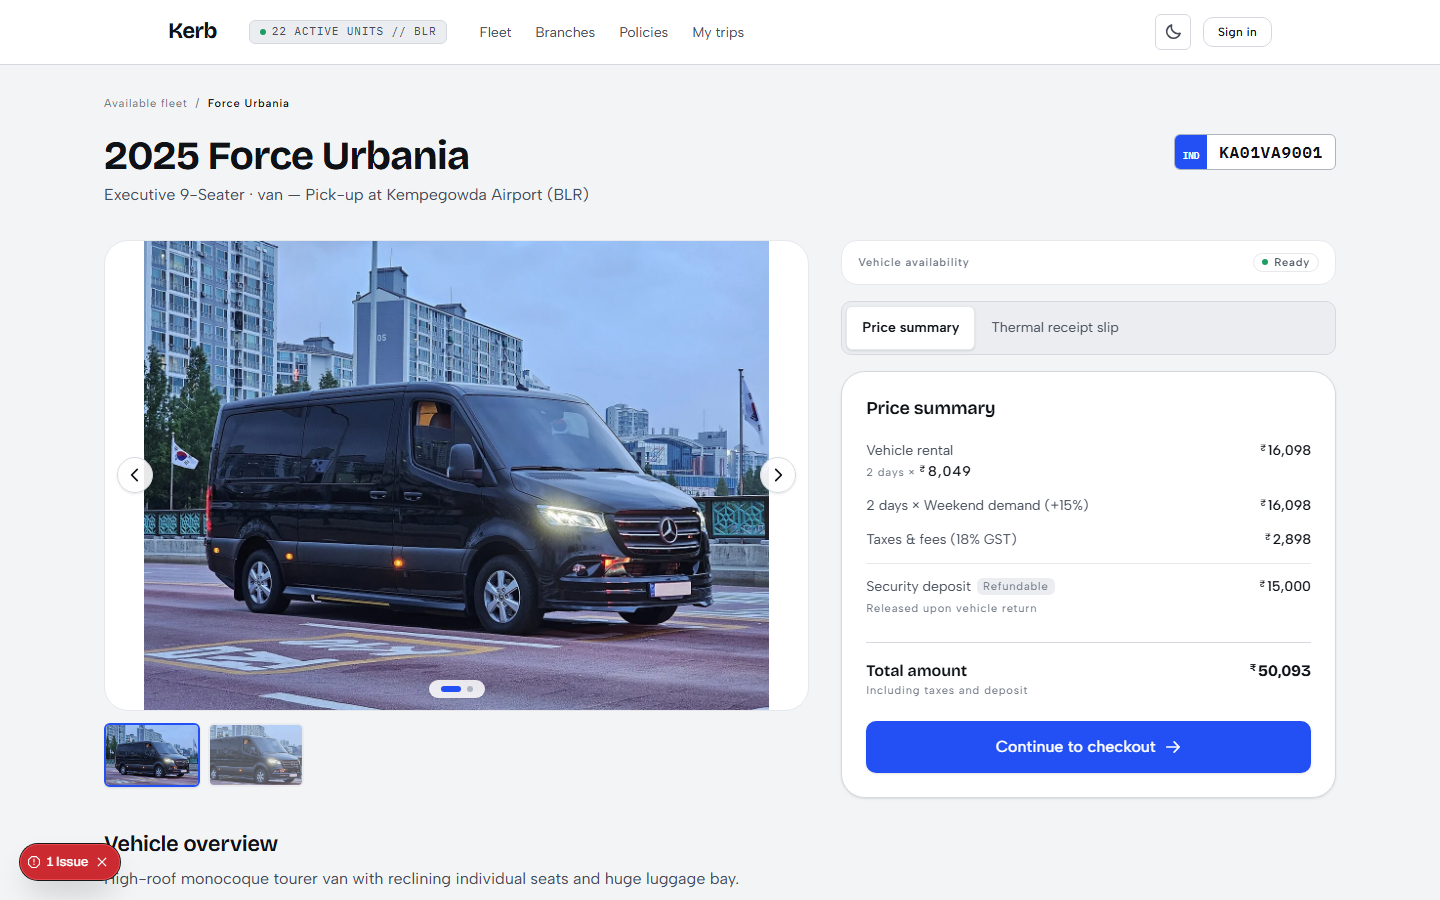 Kerb
22 ACTIVE UNITS // BLR
Fleet
Branches
Policies
My trips
Sign in
Available fleet / Force Urbania
2025 Force Urbania
IND KA01VA9001
Executive 9-Seater · van — Pick-up at Kempegowda Airport (BLR)
05
Vehicle availability
Ready
Price summary
Thermal receipt slip
Price summary
Vehicle rental ₹16,098
2 days × ₹8,049
2 days × Weekend demand (+15%) ₹16,098
Taxes & fees (18% GST) ₹2,898
Security deposit Refundable ₹15,000
Released upon vehicle return
Total amount ₹50,093
Including taxes and deposit
Continue to checkout →
Vehicle overview
1 Issue
High-roof monocoque tourer van with reclining individual seats and huge luggage bay.